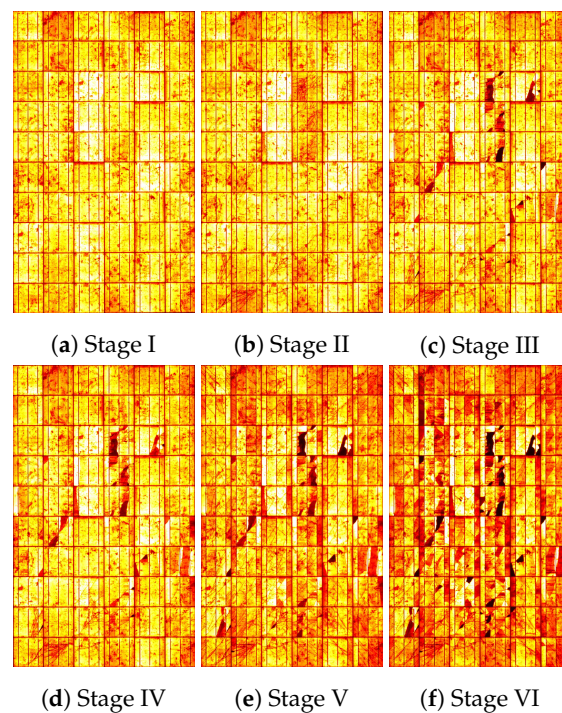 (a) Stage I
(b) Stage II
(c) Stage III
(d) Stage IV
(e) Stage V
(f) Stage VI